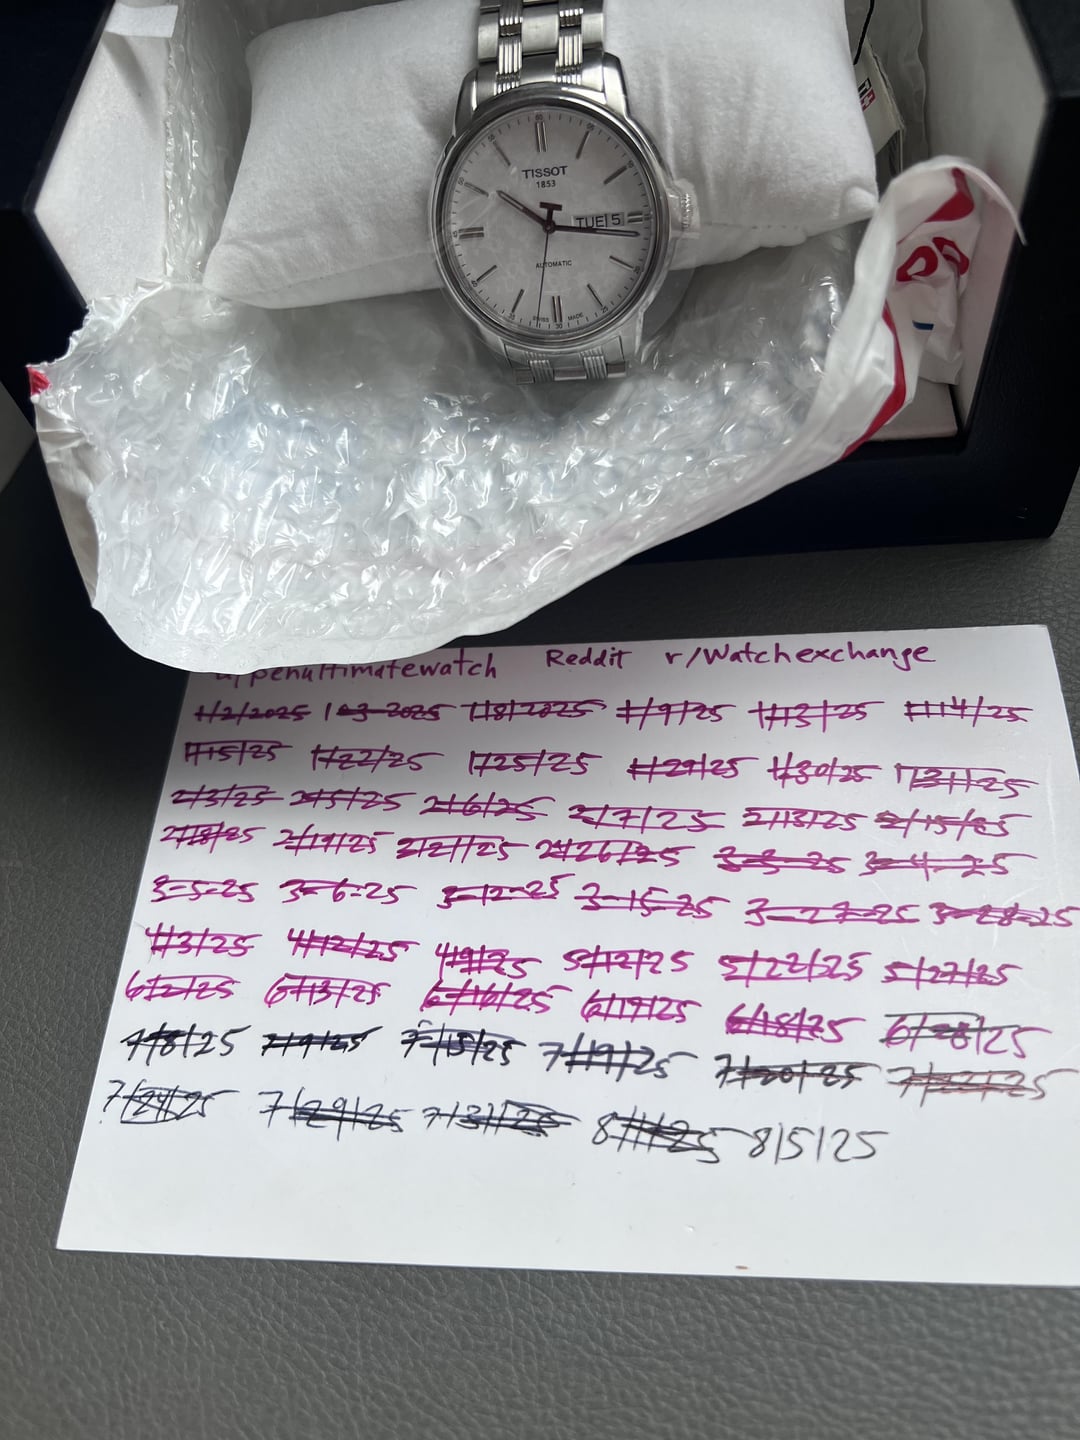 TISSOT
1853
TUE 5
AUTOMATIC
SWISS MADE
u/penultimatewatch Reddit r/Watchexchange
1/2/2025 1-3-2025 1/8/2025 1/9/25 1/13/25 1/14/25
1/15/25 1/22/25 1/25/25 1/29/25 1/30/25 1/31/25
2/3/25 2/5/25 2/6/25 2/7/25 2/13/25 2/15/25
2/18/25 2/19/25 2/21/25 2/26/25 3-3-25 3-4-25
3-5-25 3-6-25 3-12-25 3-15-25 3-27-25 3-28-25
4/3/25 4/12/25 5/12/25 5/22/25 5/27/25
6/2/25 6/13/25 6/16/25 6/19/25 6/18/25 6/28/25
7/8/25 7/9/25 7/15/25 7/19/25 7/20/25 7/22/25
7/24/25 7/29/25 7/31/25 8/1/25 8/5/25